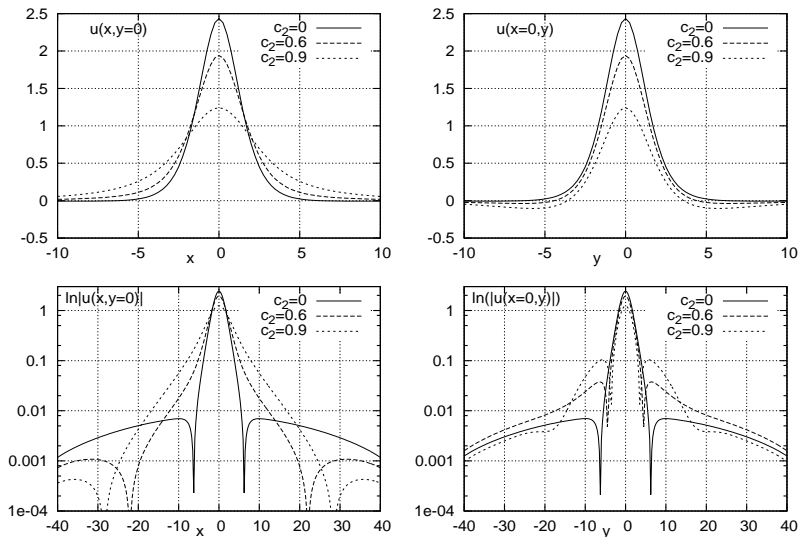 2.5
2
1.5
1
0.5
0
-0.5
-10
-5
0
5
10
x
u(x,y=0)
c2=0
c2=0.6
c2=0.9
2.5
2
1.5
1
0.5
0
-0.5
-10
-5
0
5
10
y
u(x=0,y)
c2=0
c2=0.6
c2=0.9
1
0.1
0.01
0.001
1e-04
-40
-30
-20
-10
0
10
20
30
40
x
ln|u(x,y=0)|
c2=0
c2=0.6
c2=0.9
1
0.1
0.01
0.001
1e-04
-40
-30
-20
-10
0
10
20
30
40
y
ln(|u(x=0,y)|)
c2=0
c2=0.6
c2=0.9